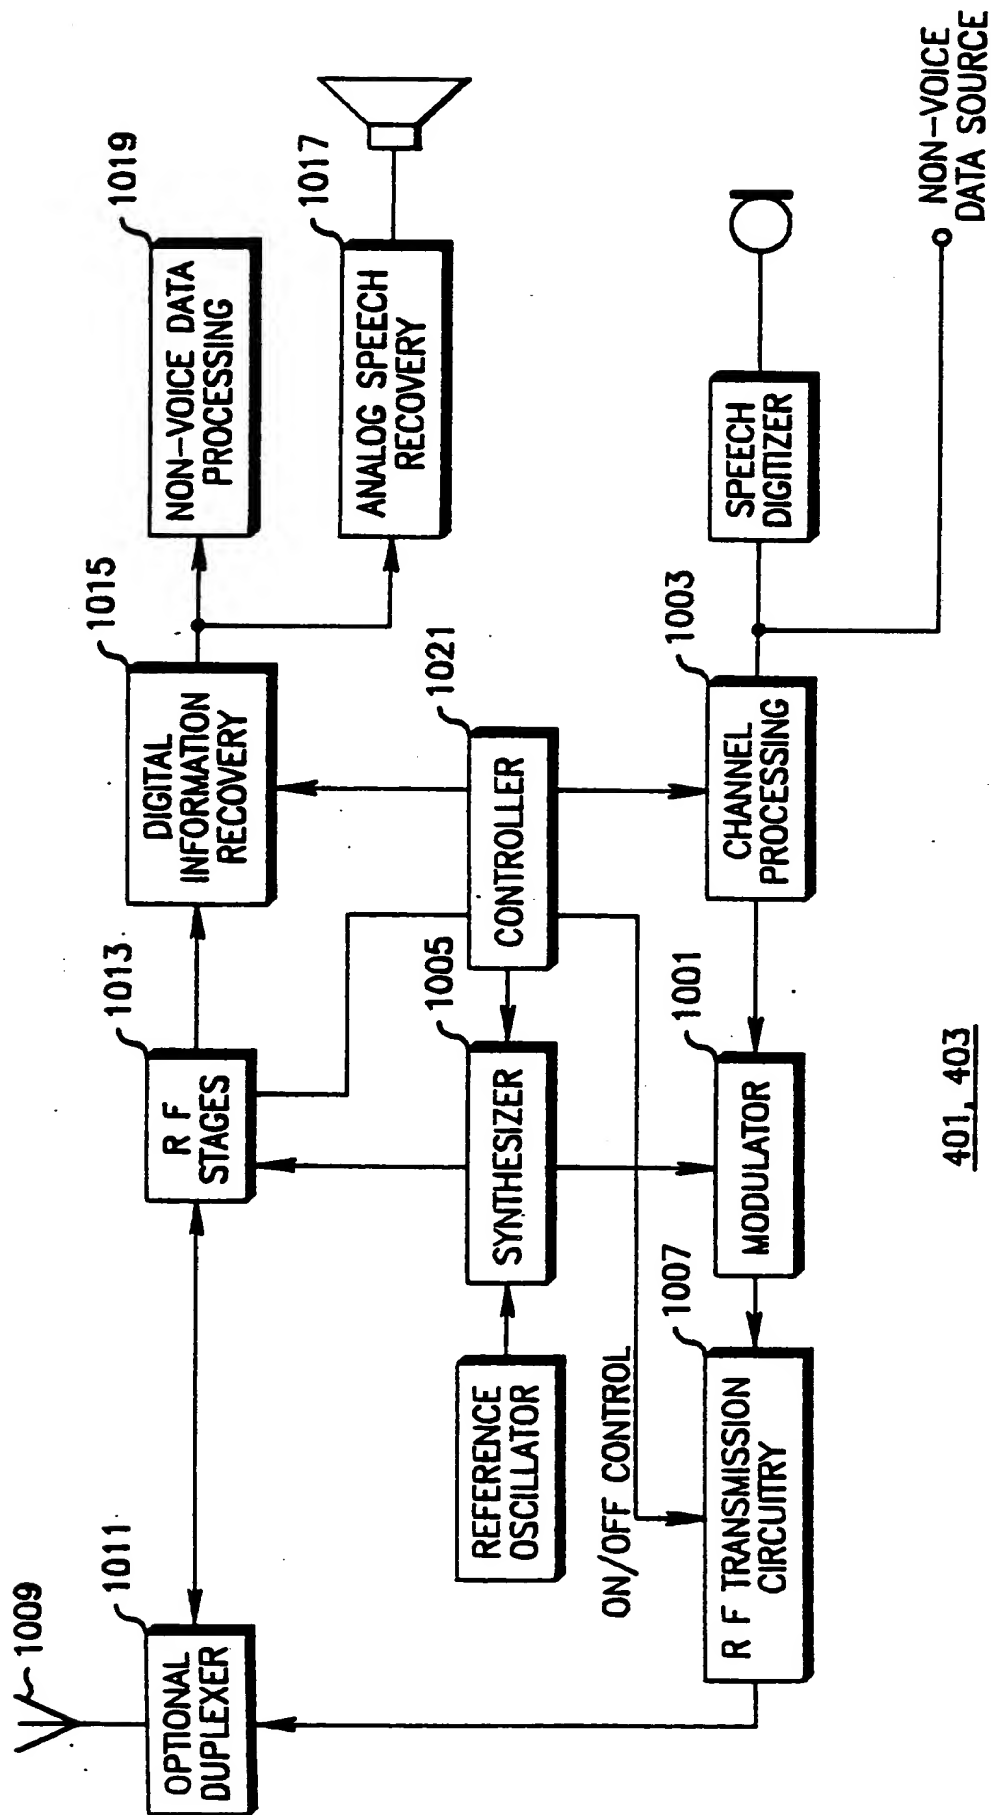 1009
1011
OPTIONAL
DUPLEXER
1013
R F
STAGES
1015
DIGITAL
INFORMATION
RECOVERY
1019
NON-VOICE DATA
PROCESSING
1017
ANALOG SPEECH
RECOVERY
REFERENCE
OSCILLATOR
1005
SYNTHESIZER
1021
CONTROLLER
ON/OFF CONTROL
1007
R F TRANSMISSION
CIRCUITRY
1001
MODULATOR
1003
CHANNEL
PROCESSING
SPEECH
DIGITIZER
NON-VOICE
DATA SOURCE
401, 403